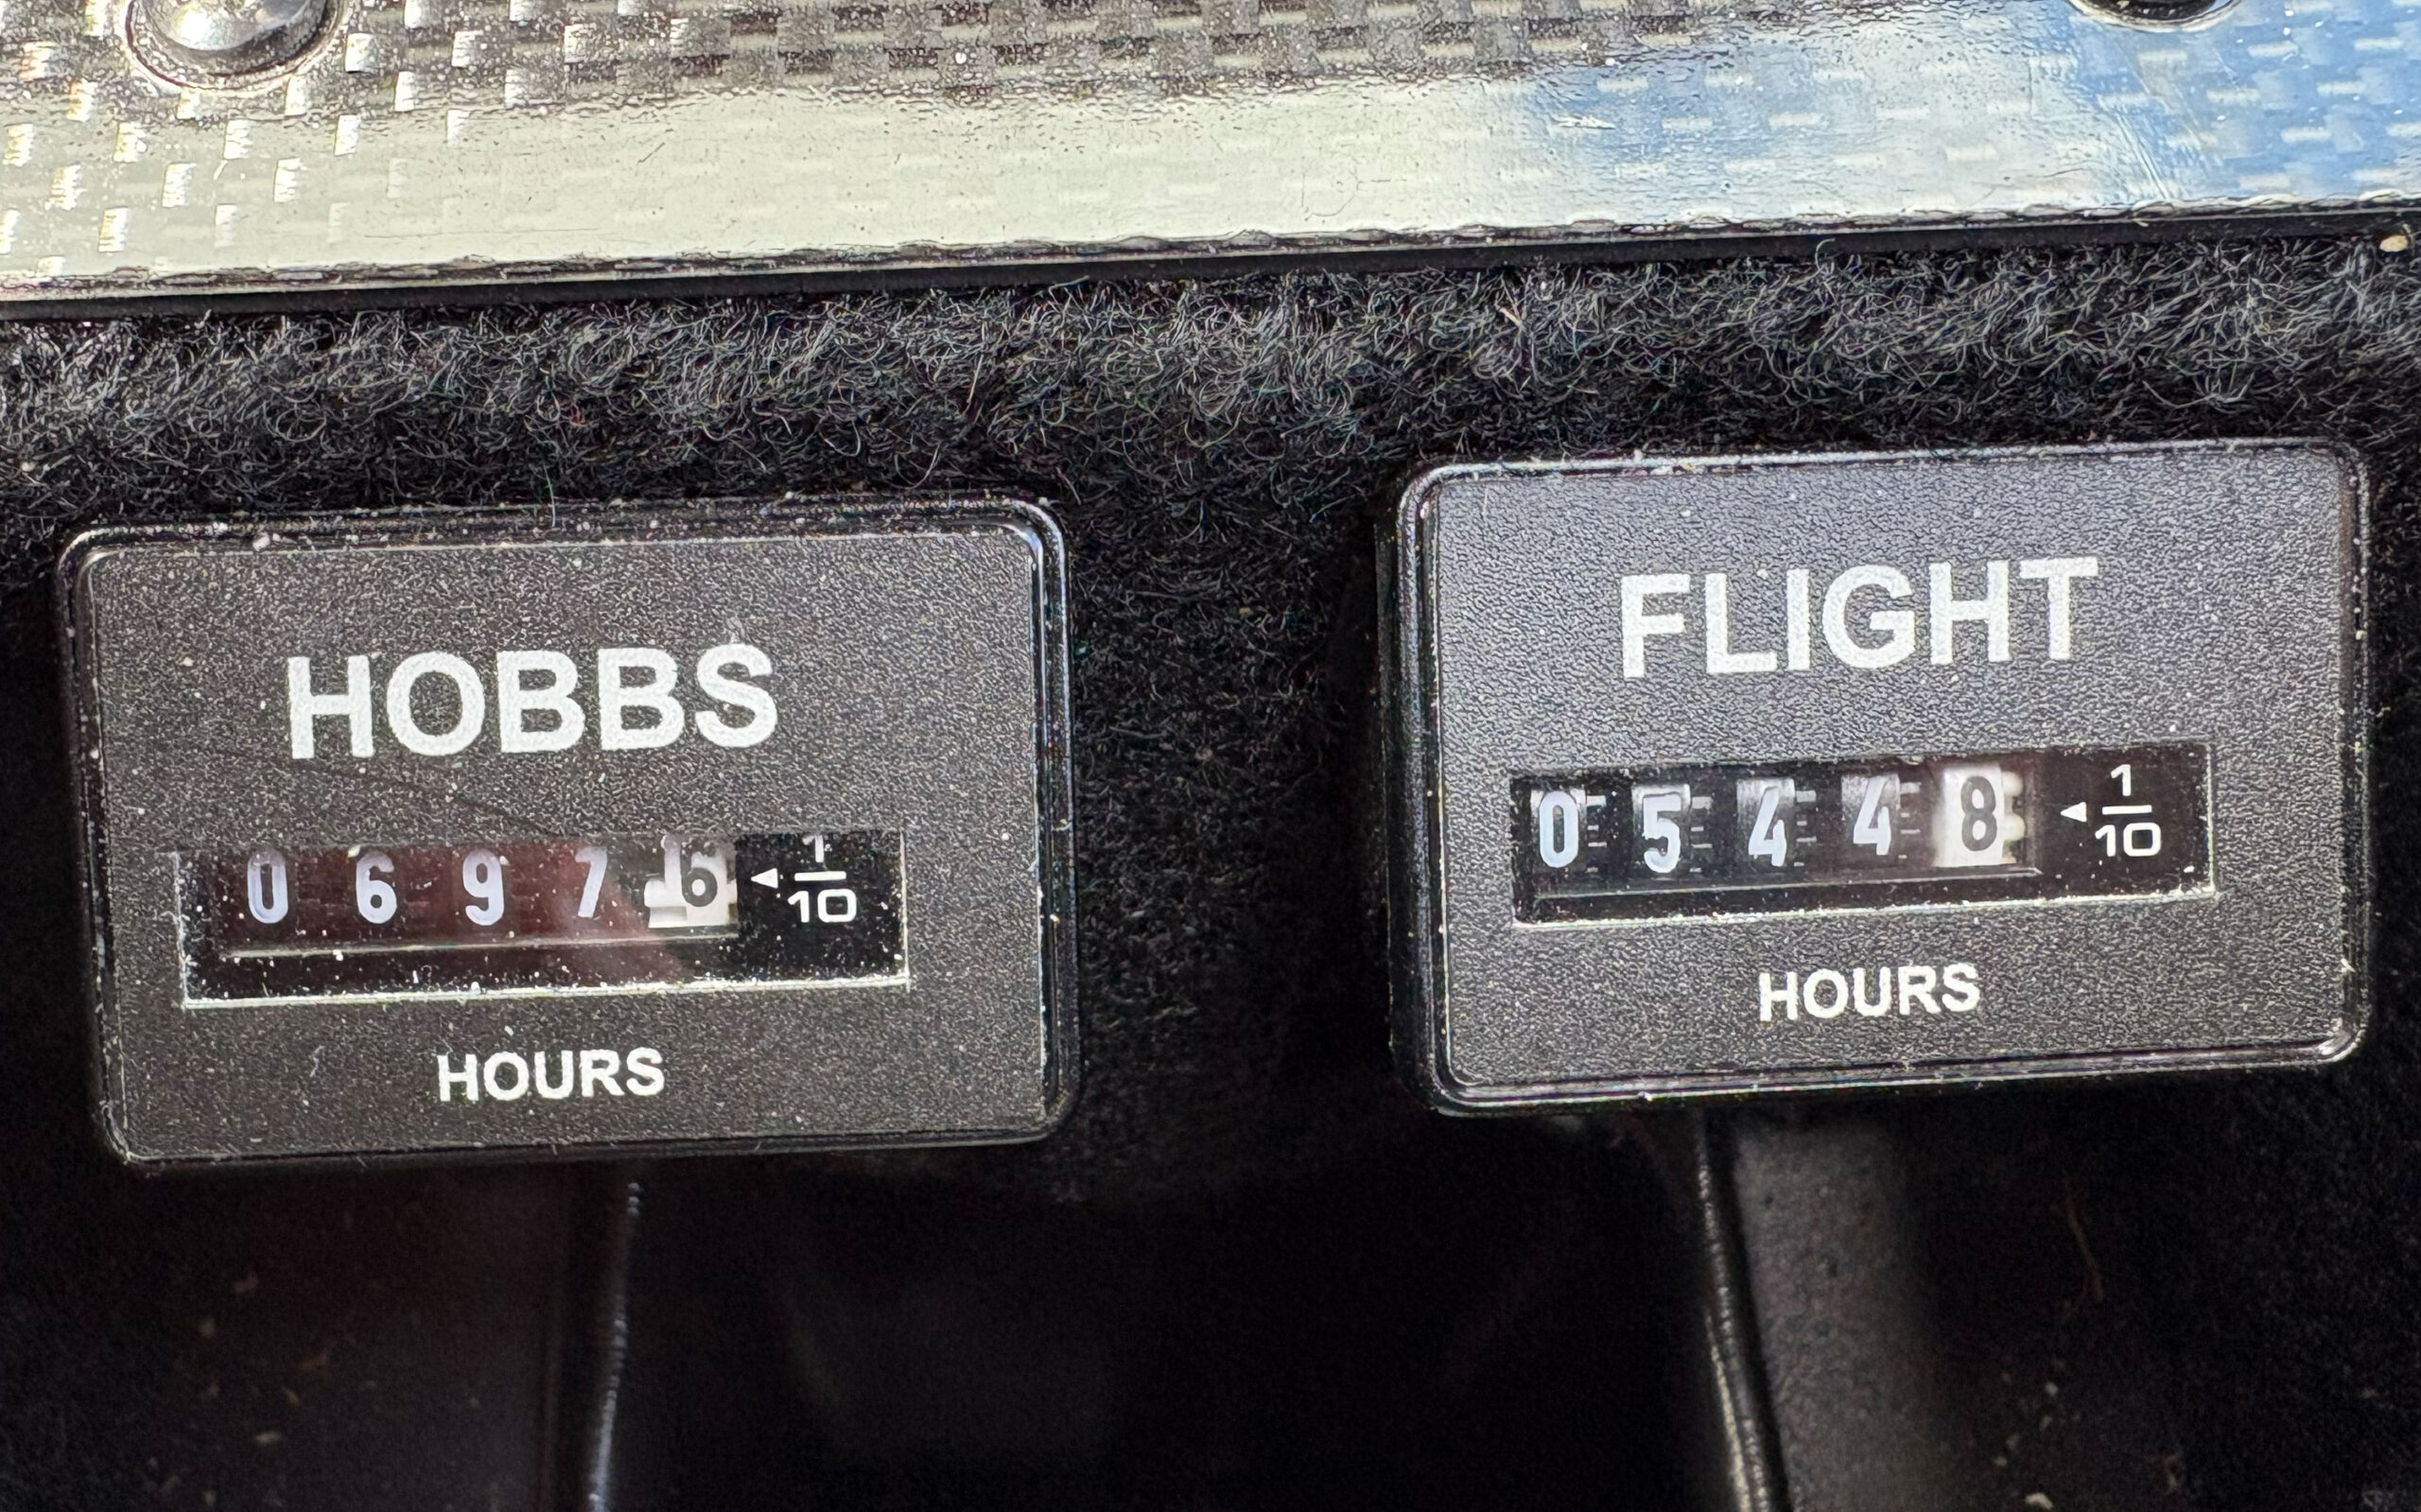 HOBBS
0 6 9 7 6 ◄ 1/10
HOURS
FLIGHT
0 5 4 4 8 ◄ 1/10
HOURS